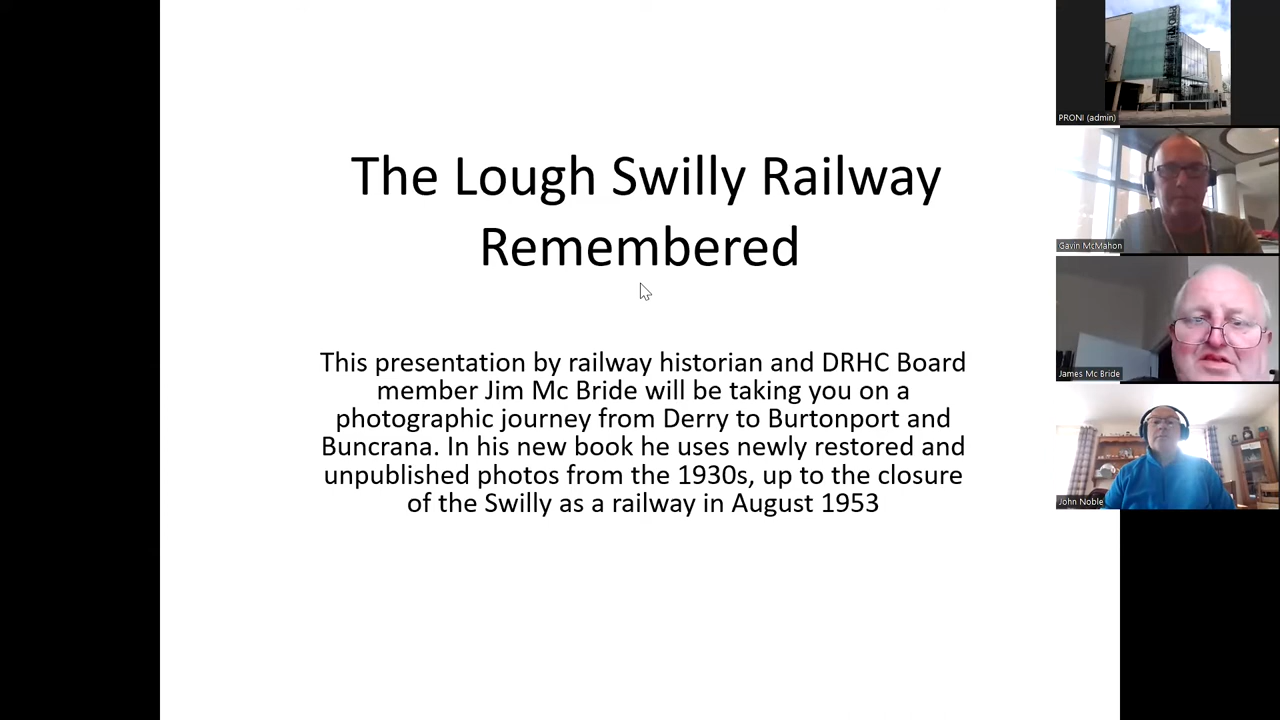 The Lough Swilly Railway
Remembered
This presentation by railway historian and DRHC Board
member Jim Mc Bride will be taking you on a
photographic journey from Derry to Burtonport and
Buncrana. In his new book he uses newly restored and
unpublished photos from the 1930s, up to the closure
of the Swilly as a railway in August 1953
PRONI (admin)
Gavin McMahon
James Mc Bride
John Noble